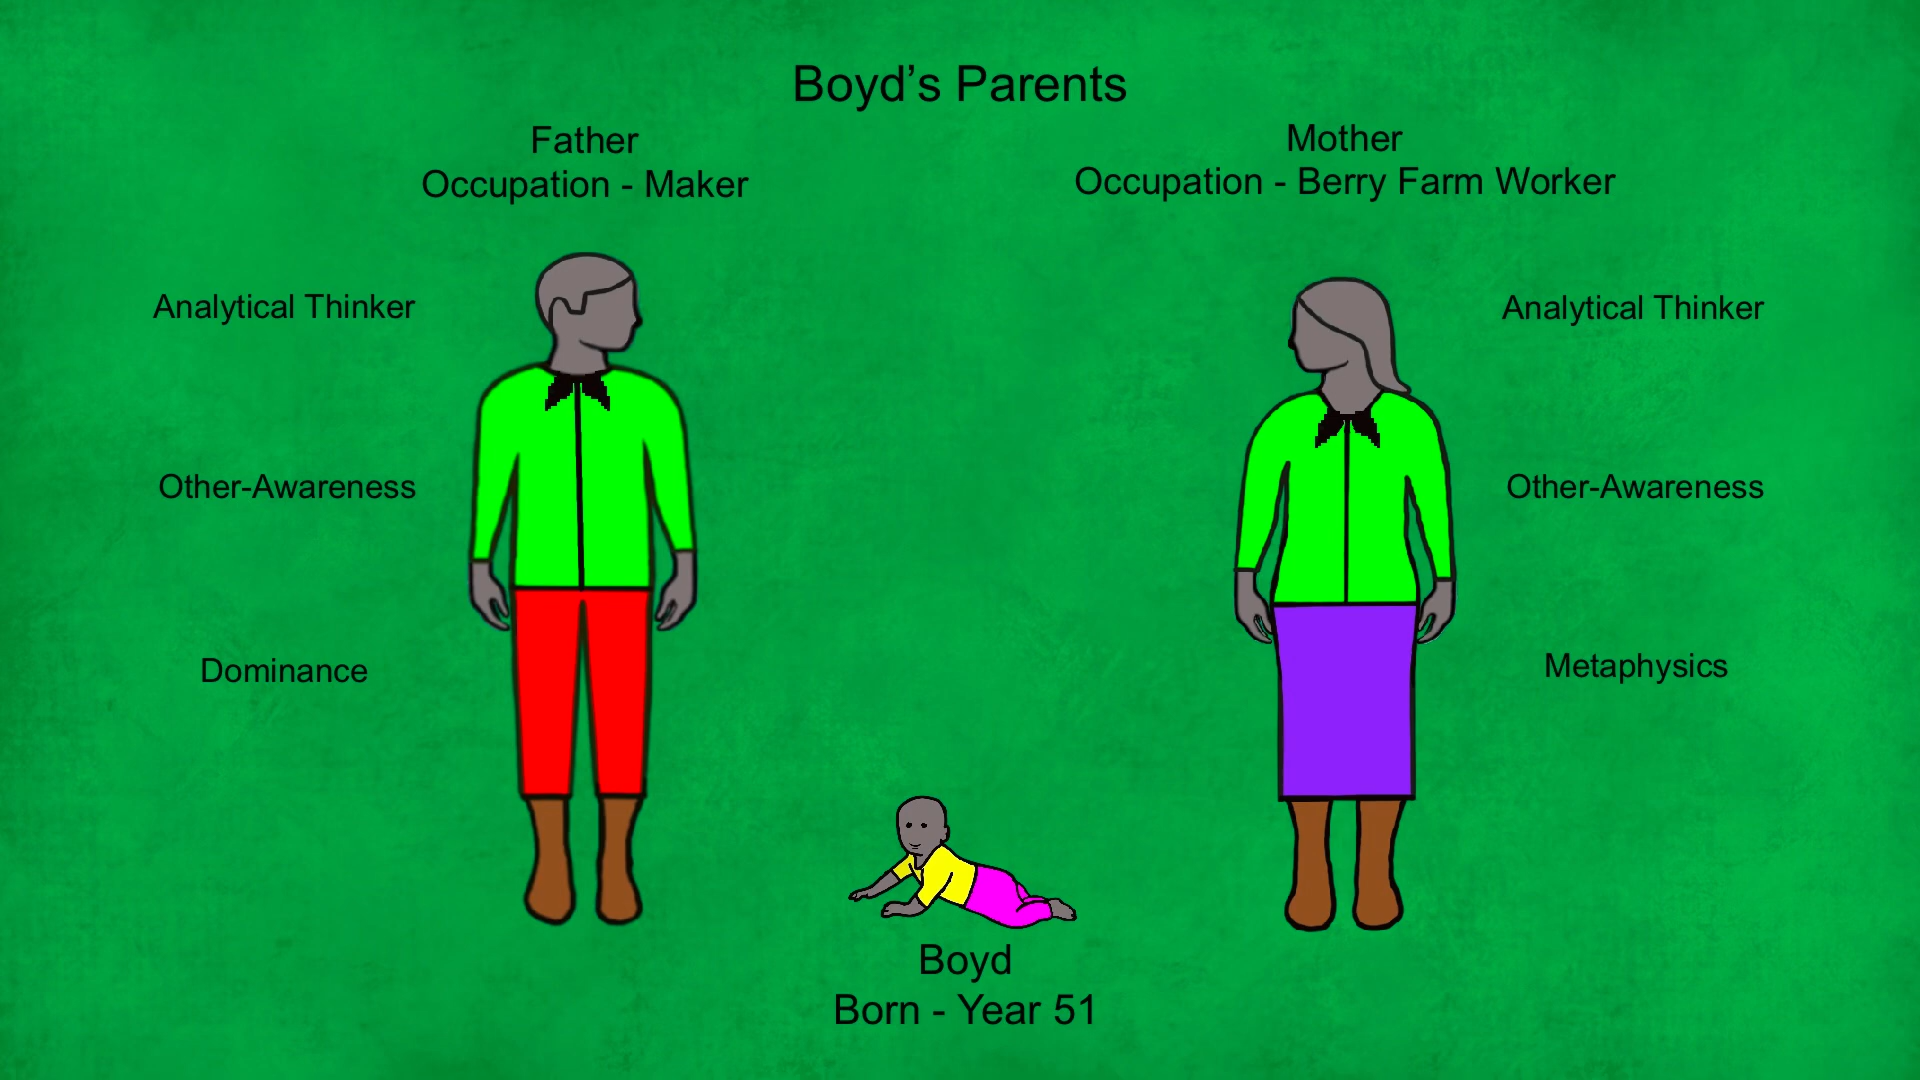 Boyd’s Parents
Father
Occupation - Maker
Mother
Occupation - Berry Farm Worker
Analytical Thinker
Analytical Thinker
Other-Awareness
Other-Awareness
Dominance
Metaphysics
Boyd
Born - Year 51